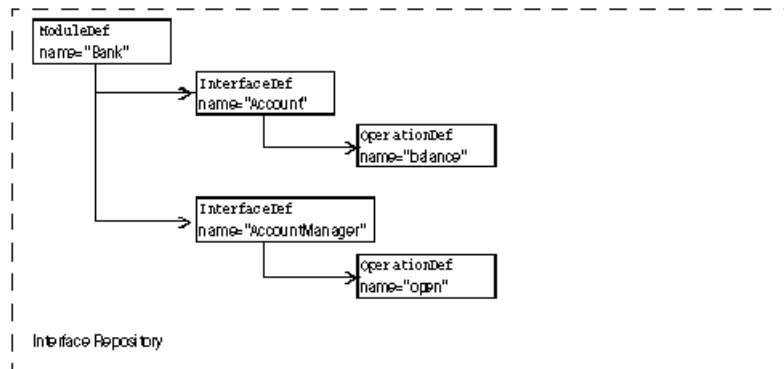 ModuleDef
name="Bank"
InterfaceDef
name="Account"
OperationDef
name="balance"
InterfaceDef
name="AccountManager"
OperationDef
name="open"
Interface Repository